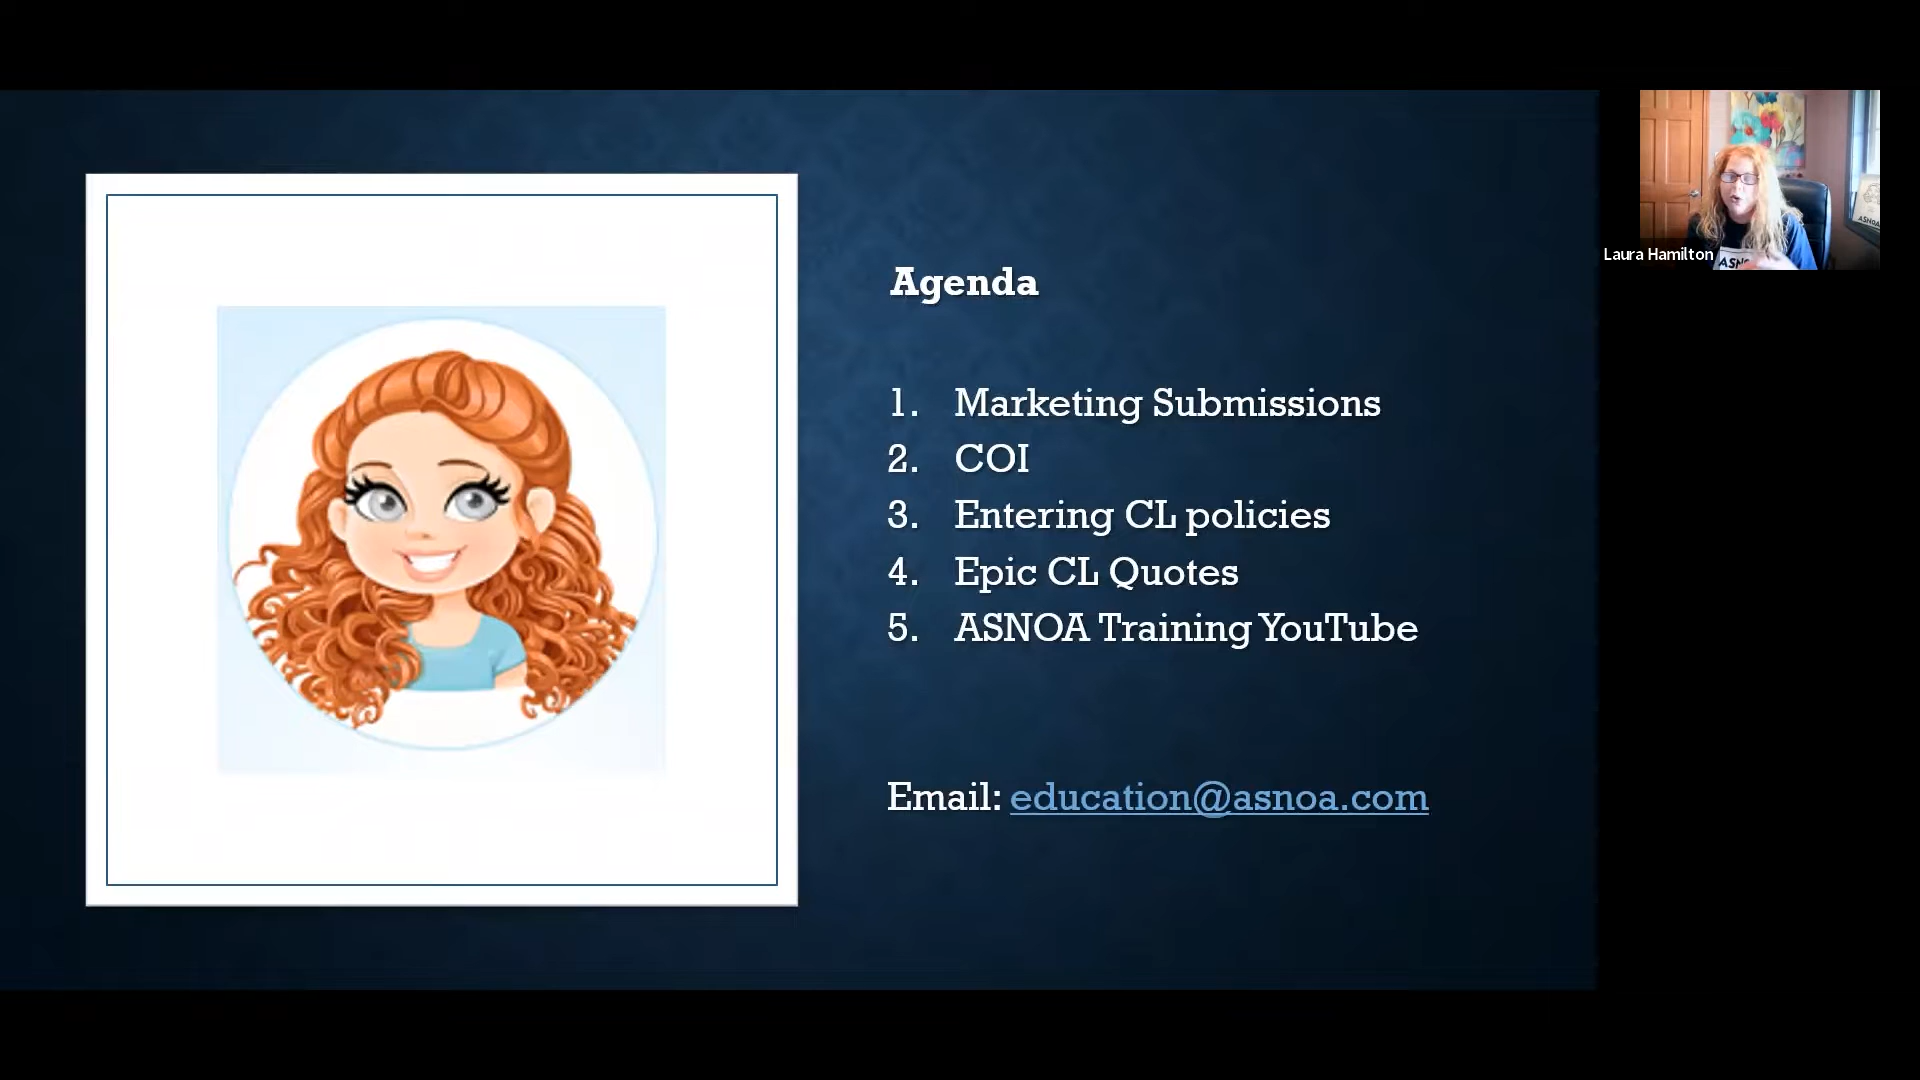 Agenda
1. Marketing Submissions
2. COI
3. Entering CL policies
4. Epic CL Quotes
5. ASNOA Training YouTube
Email: education@asnoa.com
Laura Hamilton
ASNOA